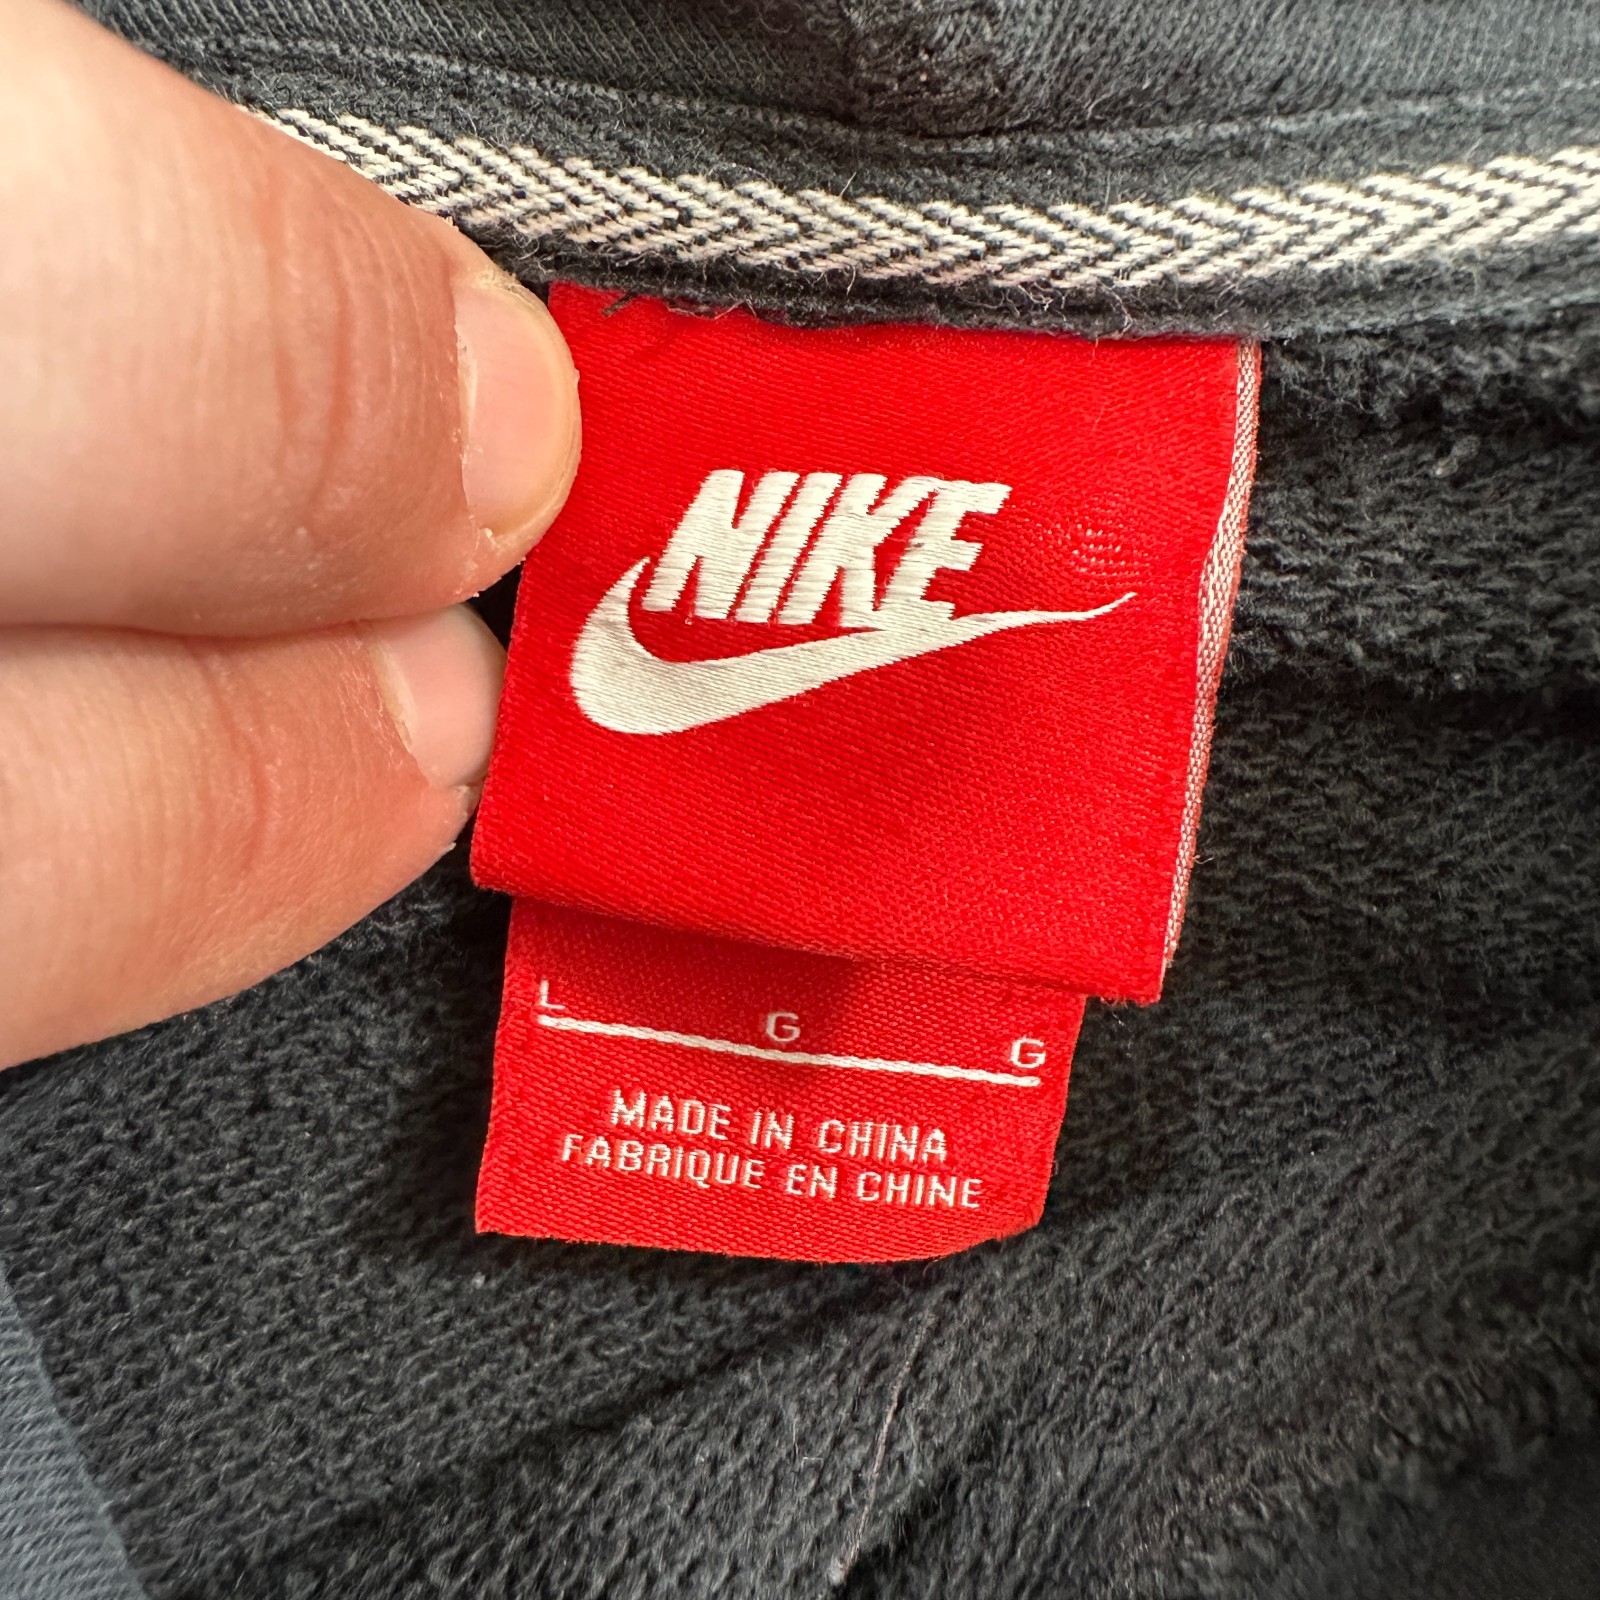 NIKE
L G G
MADE IN CHINA
FABRIQUE EN CHINE